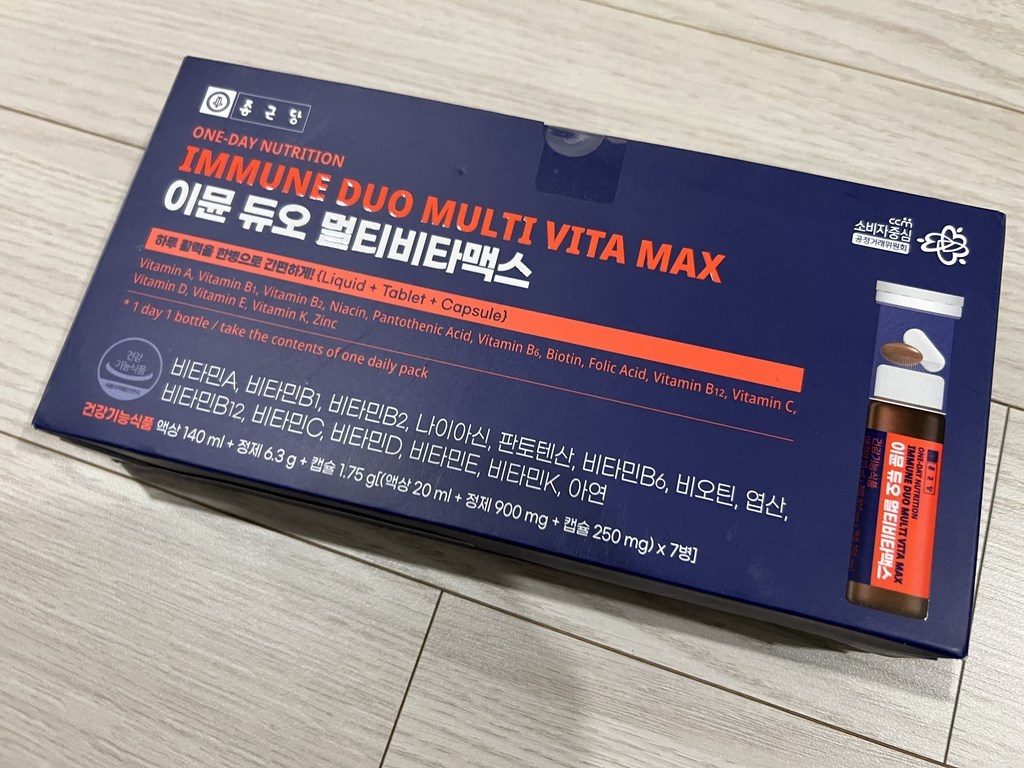 종근당
ONE-DAY NUTRITION
IMMUNE DUO MULTI VITA MAX
이뮨 듀오 멀티비타맥스
하루 활력을 한병으로 간편하게! {Liquid + Tablet + Capsule}
Vitamin A, Vitamin B1, Vitamin B2, Niacin, Pantothenic Acid, Vitamin B6, Biotin, Folic Acid, Vitamin B12, Vitamin C,
Vitamin D, Vitamin E, Vitamin K, Zinc
* 1 day 1 bottle / take the contents of one daily pack
건강
기능식품
비타민A, 비타민B1, 비타민B2, 나이아신, 판토텐산, 비타민B6, 비오틴, 엽산,
비타민B12, 비타민C, 비타민D, 비타민E, 비타민K, 아연
건강기능식품 액상 140 ml + 정제 6.3 g + 캡슐 1.75 g[(액상 20 ml + 정제 900 mg + 캡슐 250 mg) x 7병]
ccm
소비자중심
공정거래위원회
종근당
ONE-DAY NUTRITION
IMMUNE DUO MULTI VITA MAX
이뮨 듀오 멀티비타맥스
건강기능식품